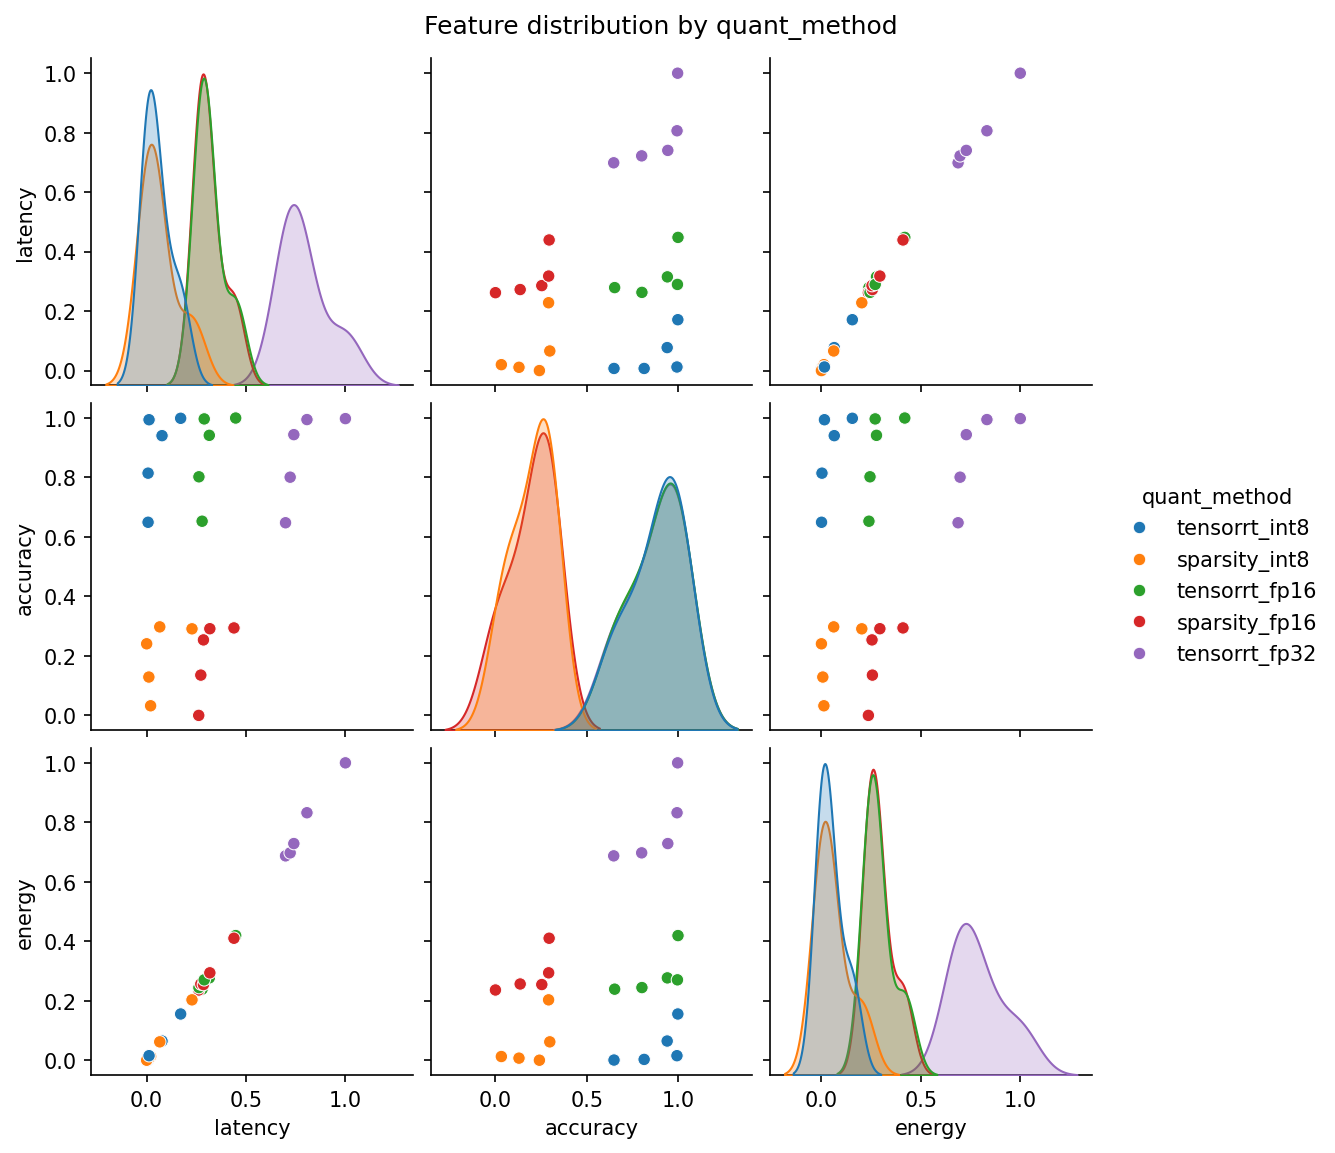 Feature distribution by quant_method
1.0
0.8
0.6
0.4
0.2
0.0
latency
1.0
0.8
0.6
0.4
0.2
0.0
accuracy
1.0
0.8
0.6
0.4
0.2
0.0
energy
0.0 0.5 1.0
latency
0.0 0.5 1.0
accuracy
0.0 0.5 1.0
energy
quant_method
tensorrt_int8
sparsity_int8
tensorrt_fp16
sparsity_fp16
tensorrt_fp32